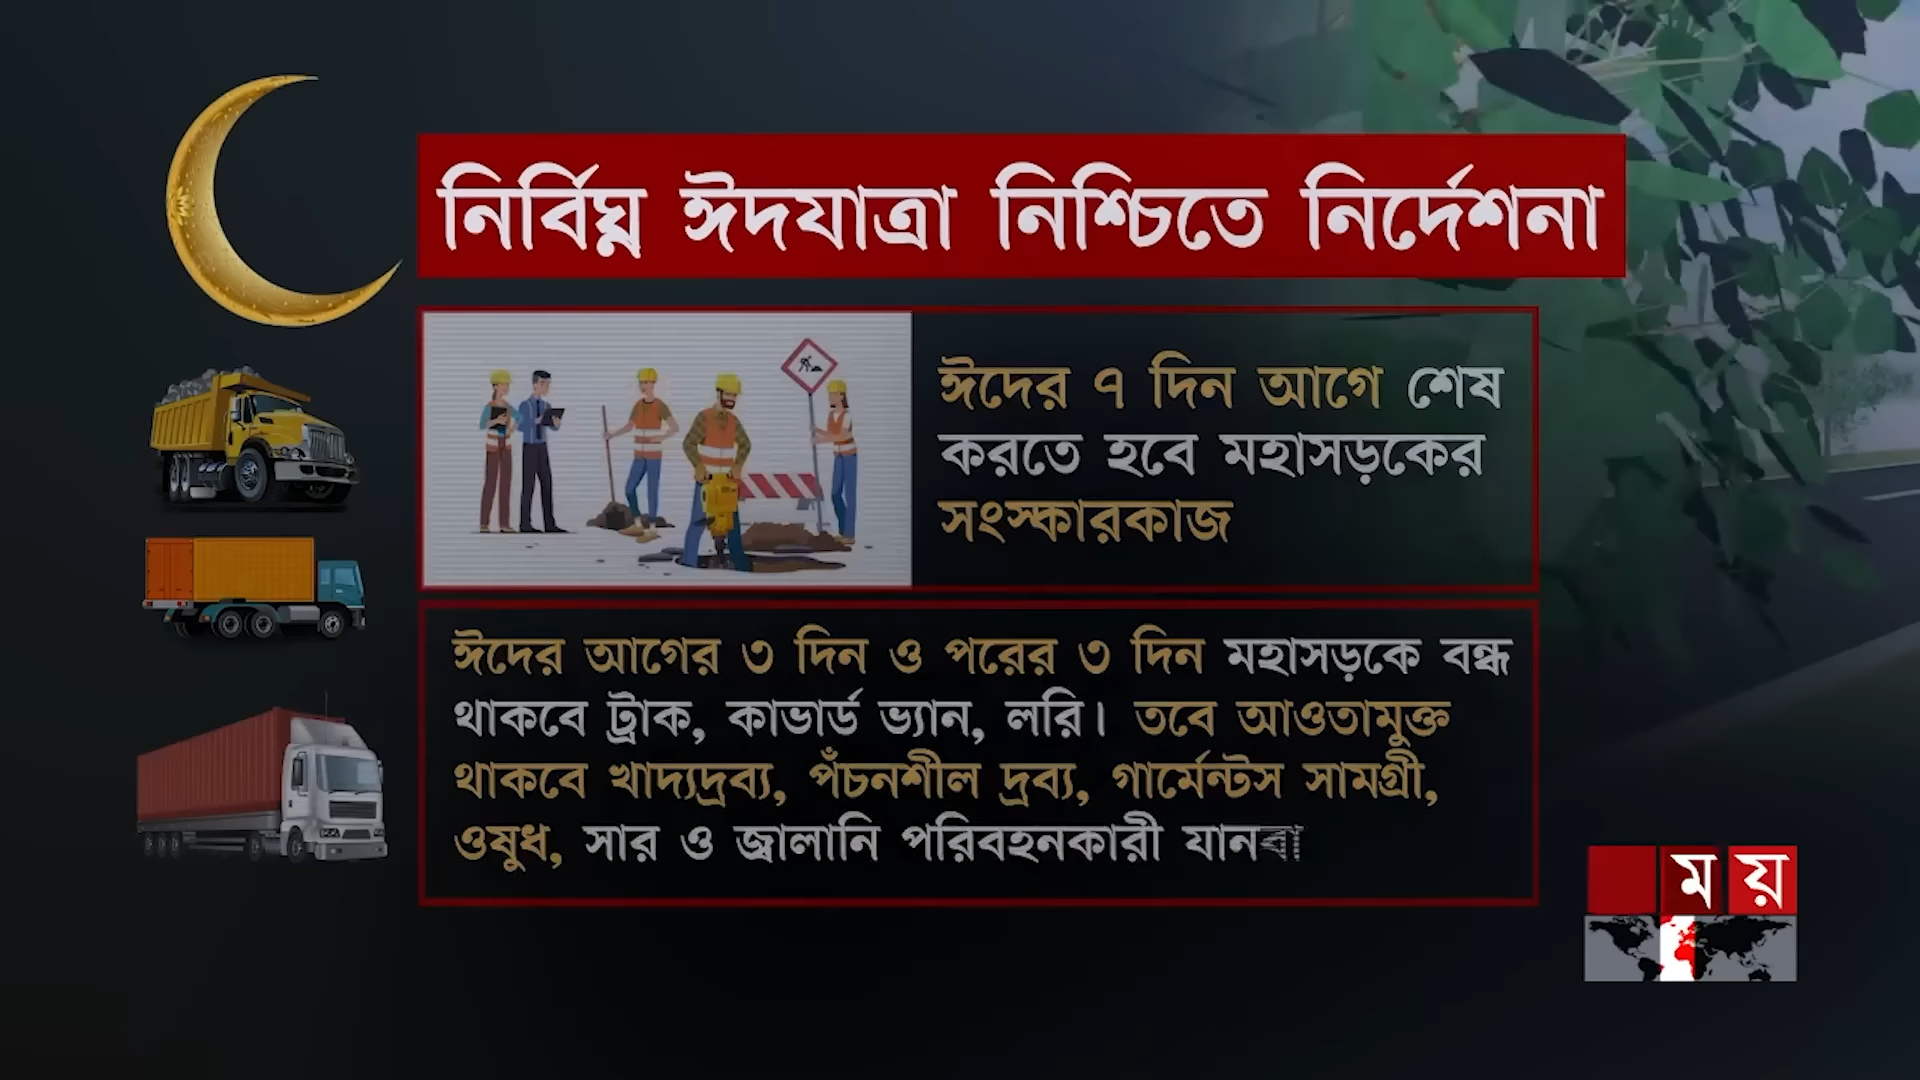 নির্বিঘ্ন ঈদযাত্রা নিশ্চিতে নির্দেশনা
ঈদের ৭ দিন আগে শেষ
করতে হবে মহাসড়কের
সংস্কারকাজ
ঈদের আগের ৩ দিন ও পরের ৩ দিন মহাসড়কে বন্ধ
থাকবে ট্রাক, কাভার্ড ভ্যান, লরি। তবে আওতামুক্ত
থাকবে খাদ্যদ্রব্য, পঁচনশীল দ্রব্য, গার্মেন্টস সামগ্রী,
ওষুধ, সার ও জ্বালানি পরিবহনকারী
ময়